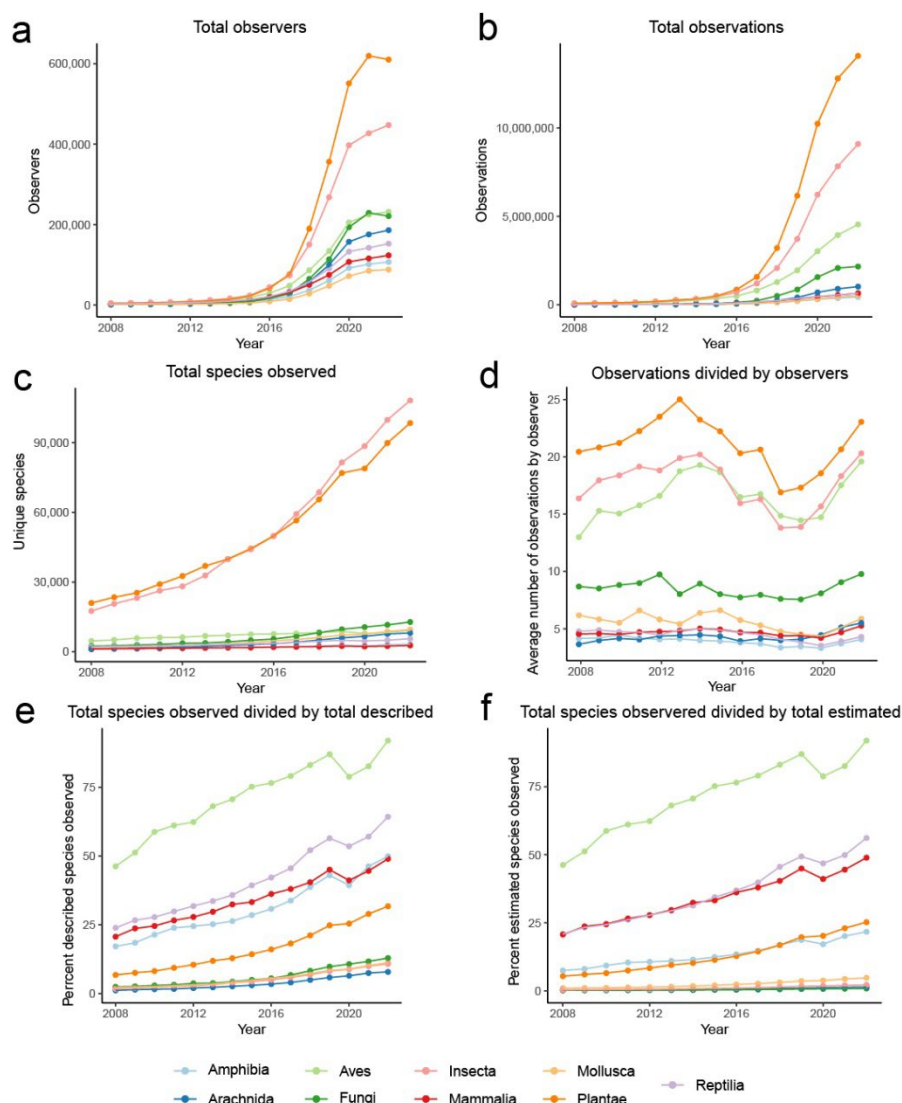 a
Total observers
600,000
400,000
200,000
0
Observers
2008
2012
2016
2020
Year
b
Total observations
10,000,000
5,000,000
0
Observations
2008
2012
2016
2020
Year
c
Total species observed
90,000
60,000
30,000
0
Unique species
2008
2012
2016
2020
Year
d
Observations divided by observers
25
20
15
10
5
Average number of observations by observer
2008
2012
2016
2020
Year
e
Total species observed divided by total described
75
50
25
0
Percent described species observed
2008
2012
2016
2020
Year
f
Total species observered divided by total estimated
75
50
25
0
Percent estimated species observed
2008
2012
2016
2020
Year
Amphibia
Aves
Insecta
Mollusca
Reptilia
Arachnida
Fungi
Mammalia
Plantae